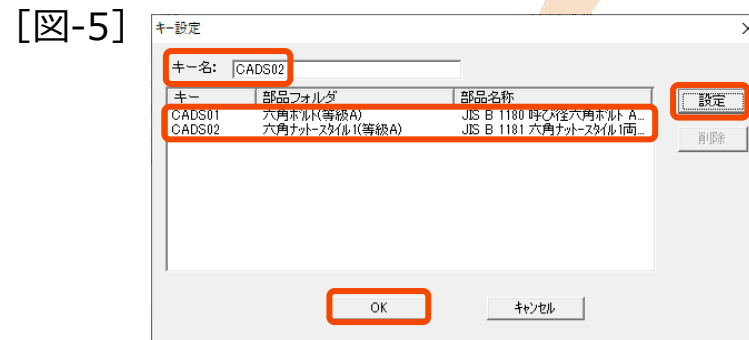 ［図-5］
キー設定
キー名: CADS02
キー 部品フォルダ 部品名称
CADS01 六角ボルト(等級A) JIS B 1180 呼び径六角ボルト A...
CADS02 六角ナット-スタイル1(等級A) JIS B 1181 六角ナット-スタイル1両...
設定
削除
OK キャンセル